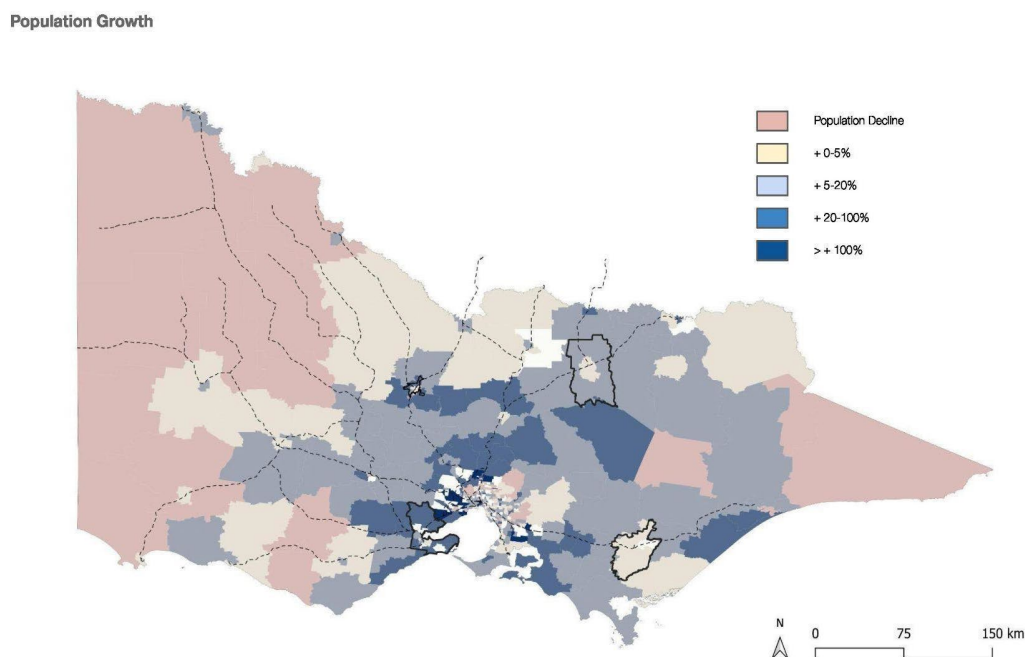 Population Growth
Population Decline
+ 0-5%
+ 5-20%
+ 20-100%
> + 100%
N
0 75 150 km